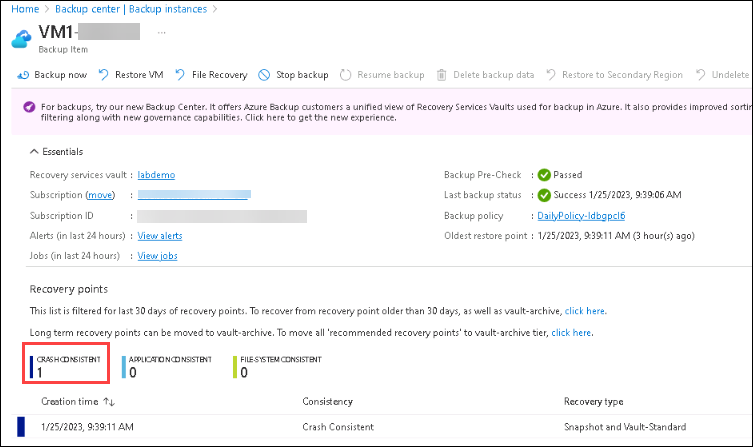 Home > Backup center | Backup instances >
VM1-
...
Backup Item
Backup now Restore VM File Recovery Stop backup Resume backup Delete backup data Restore to Secondary Region Undelete
For backups, try our new Backup Center. It offers Azure Backup customers a unified view of Recovery Services Vaults used for backup in Azure. It also provides improved sorting
filtering along with new governance capabilities. Click here to get the new experience.
Essentials
Recovery services vault : labdemo
Backup Pre-Check : Passed
Subscription (move) :
Last backup status : Success 1/25/2023, 9:39:06 AM
Subscription ID :
Backup policy : DailyPolicy-ldbgpcl6
Alerts (in last 24 hours) : View alerts
Oldest restore point : 1/25/2023, 9:39:11 AM (3 hour(s) ago)
Jobs (in last 24 hours) : View jobs
Recovery points
This list is filtered for last 30 days of recovery points. To recover from recovery point older than 30 days, as well as vault-archive, click here.
Long term recovery points can be moved to vault-archive. To move all 'recommended recovery points' to vault-archive tier, click here.
CRASH CONSISTENT APPLICATION CONSISTENT FILE-SYSTEM CONSISTENT
1 0 0
Creation time ↑↓ Consistency Recovery type
1/25/2023, 9:39:11 AM Crash Consistent Snapshot and Vault-Standard